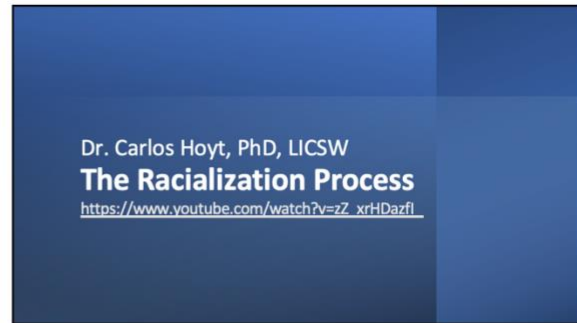 Dr. Carlos Hoyt, PhD, LICSW
The Racialization Process
https://www.youtube.com/watch?v=zZ_xrHDazfI